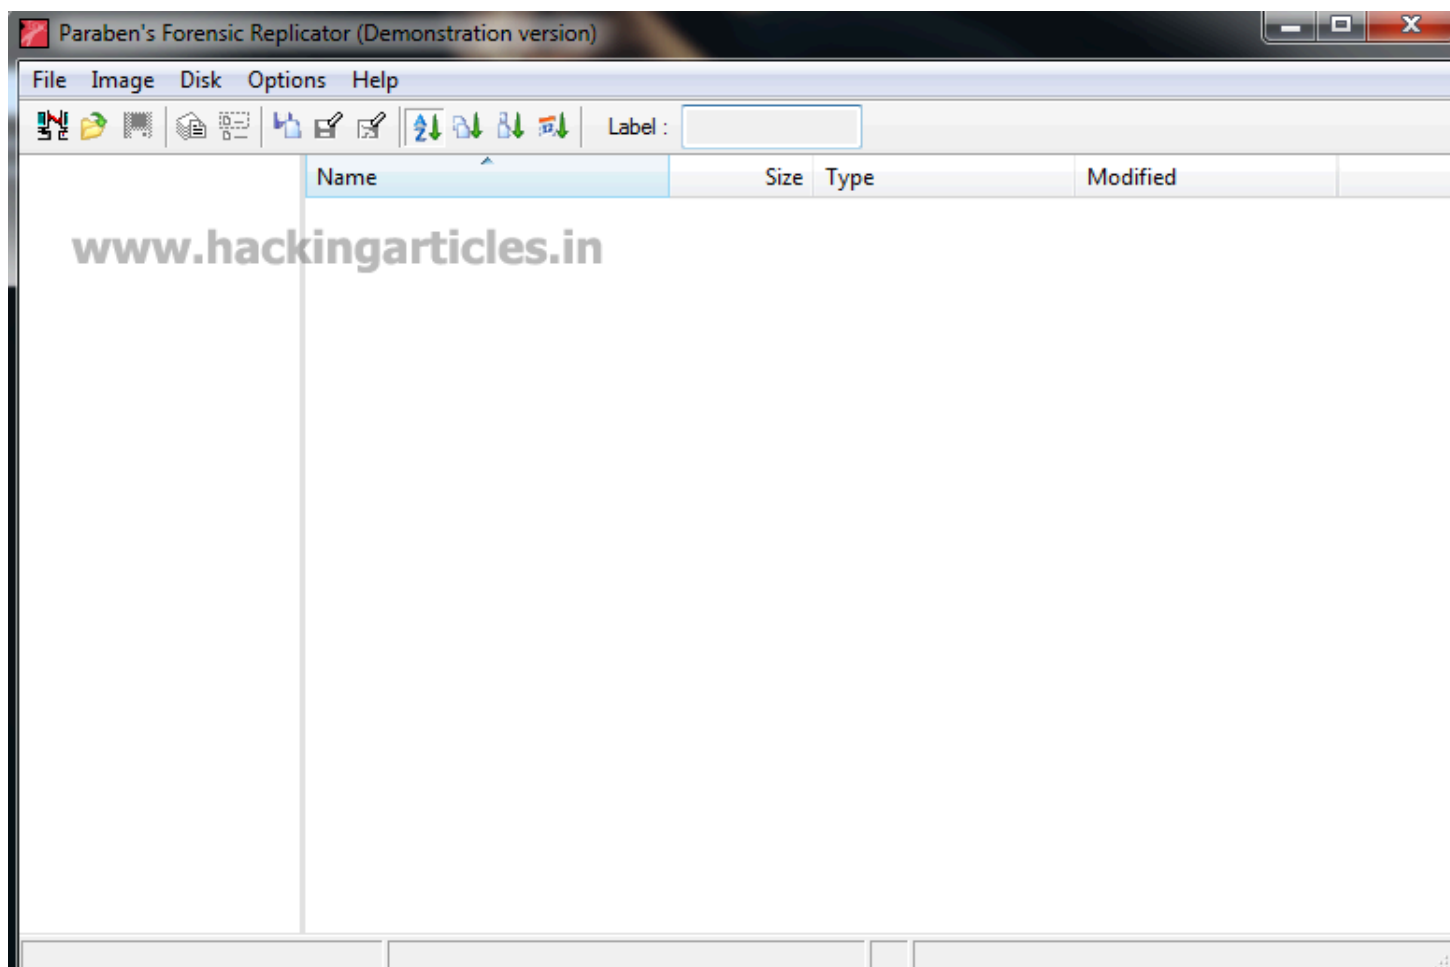 Paraben's Forensic Replicator (Demonstration version)
File Image Disk Options Help
Label :
Name Size Type Modified
www.hackingarticles.in